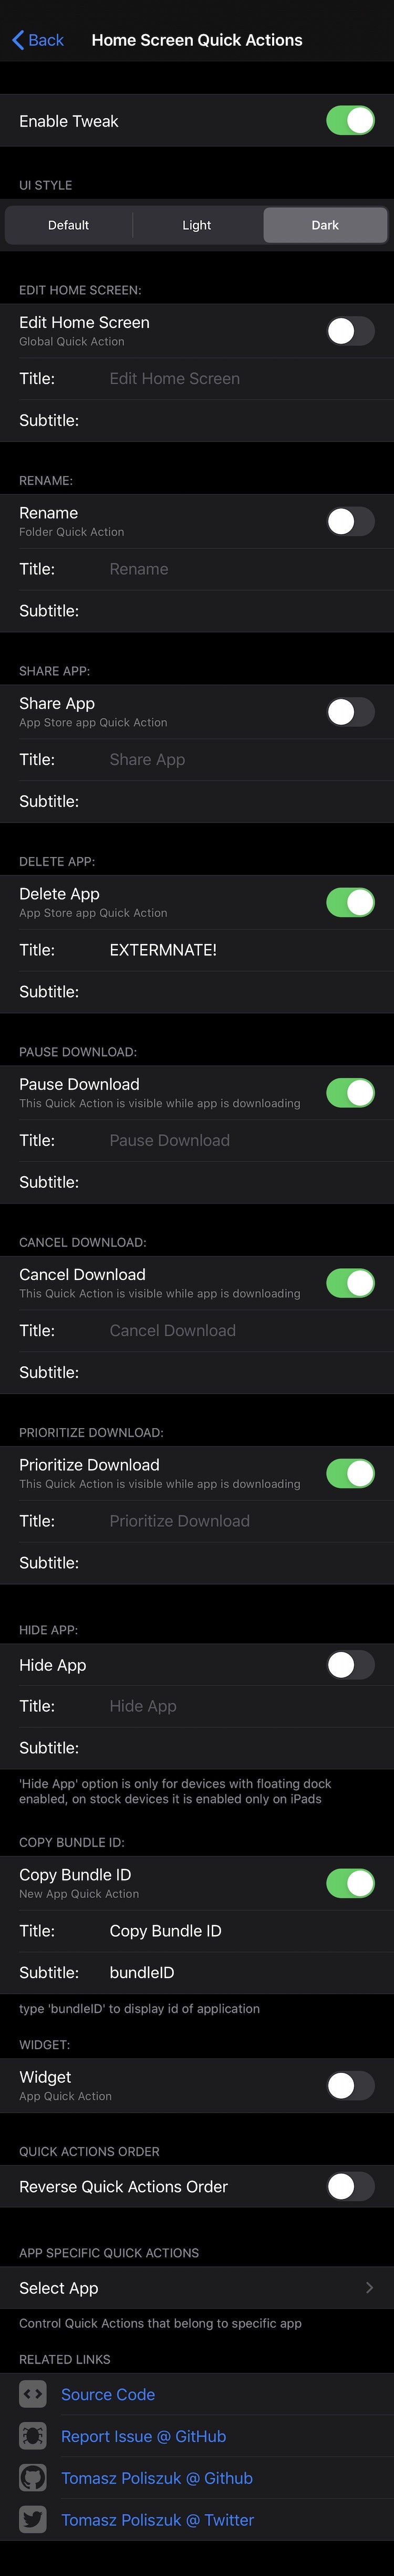 Back Home Screen Quick Actions
Enable Tweak
UI STYLE
Default Light Dark
EDIT HOME SCREEN:
Edit Home Screen
Global Quick Action
Title: Edit Home Screen
Subtitle:
RENAME:
Rename
Folder Quick Action
Title: Rename
Subtitle:
SHARE APP:
Share App
App Store app Quick Action
Title: Share App
Subtitle:
DELETE APP:
Delete App
App Store app Quick Action
Title: EXTERMNATE!
Subtitle:
PAUSE DOWNLOAD:
Pause Download
This Quick Action is visible while app is downloading
Title: Pause Download
Subtitle:
CANCEL DOWNLOAD:
Cancel Download
This Quick Action is visible while app is downloading
Title: Cancel Download
Subtitle:
PRIORITIZE DOWNLOAD:
Prioritize Download
This Quick Action is visible while app is downloading
Title: Prioritize Download
Subtitle:
HIDE APP:
Hide App
Title: Hide App
Subtitle:
'Hide App' option is only for devices with floating dock
enabled, on stock devices it is enabled only on iPads
COPY BUNDLE ID:
Copy Bundle ID
New App Quick Action
Title: Copy Bundle ID
Subtitle: bundleID
type 'bundleID' to display id of application
WIDGET:
Widget
App Quick Action
QUICK ACTIONS ORDER
Reverse Quick Actions Order
APP SPECIFIC QUICK ACTIONS
Select App
Control Quick Actions that belong to specific app
RELATED LINKS
Source Code
Report Issue @ GitHub
Tomasz Poliszuk @ Github
Tomasz Poliszuk @ Twitter